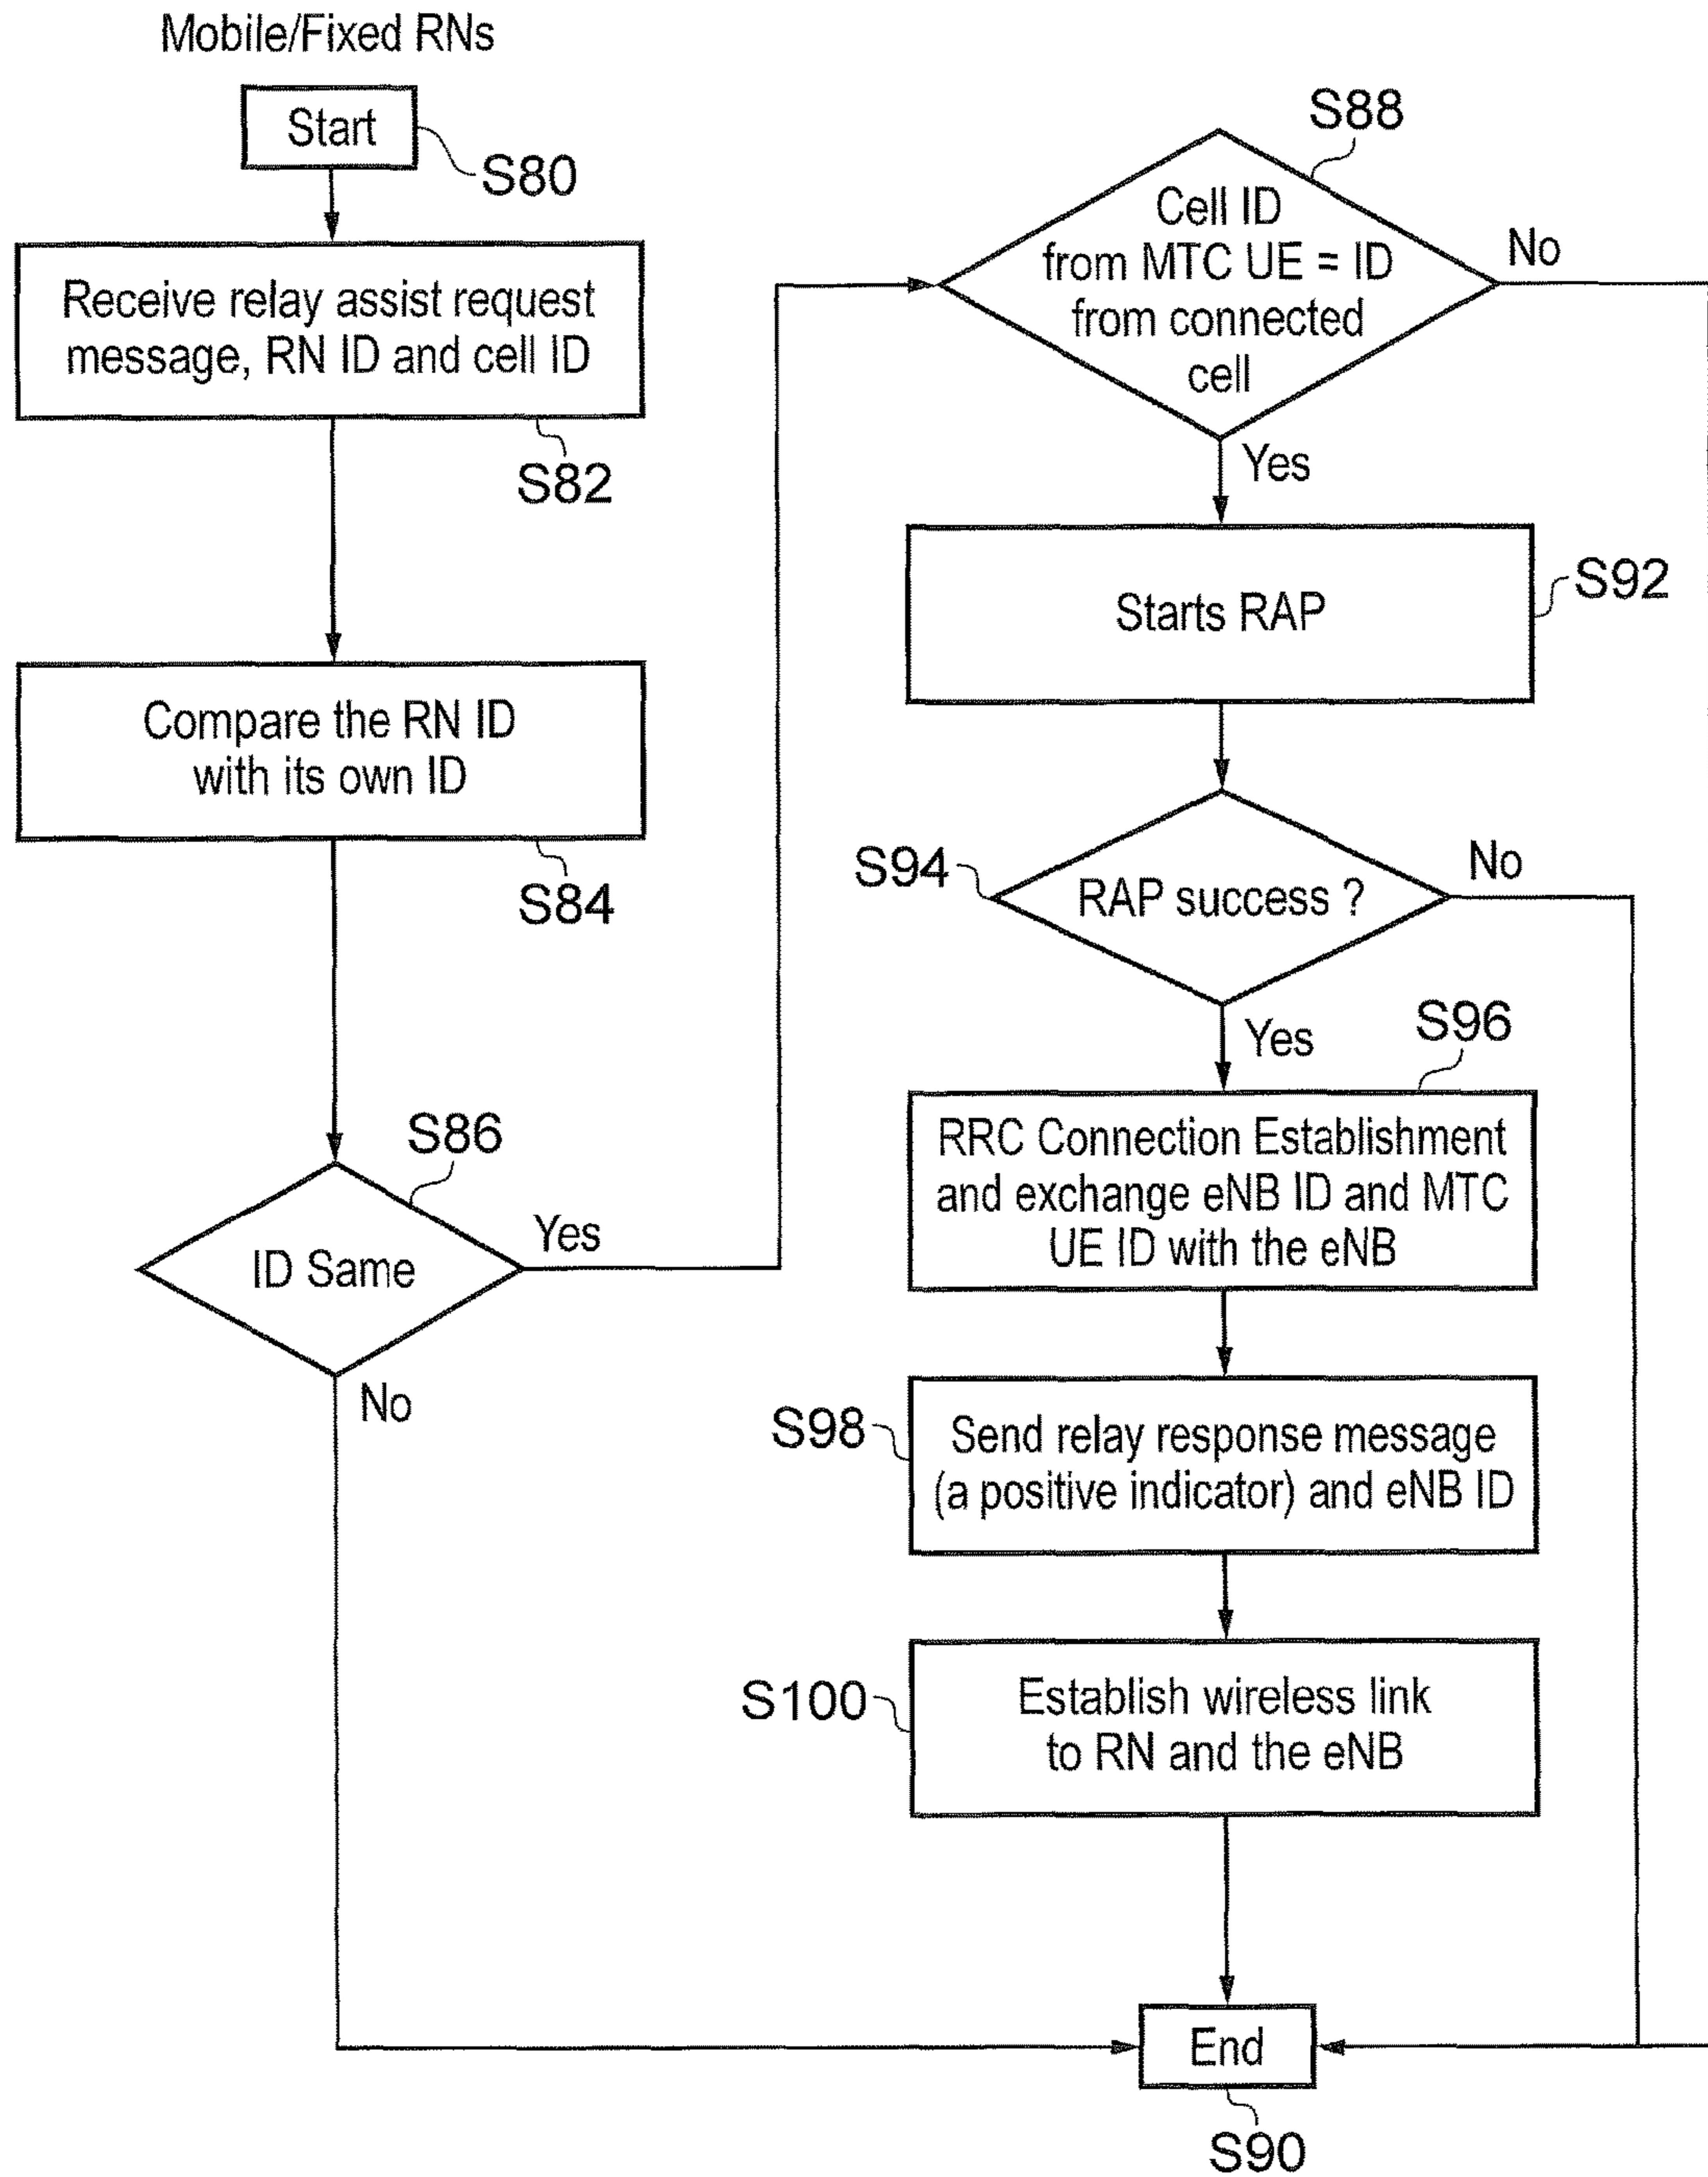 Mobile/Fixed RNs
Start
S80
Receive relay assist request
message, RN ID and cell ID
S82
Compare the RN ID
with its own ID
S84
S86
ID Same
Yes
No
S88
Cell ID
from MTC UE = ID
from connected
cell
No
Yes
Starts RAP
S92
S94
RAP success ?
No
Yes
S96
RRC Connection Establishment
and exchange eNB ID and MTC
UE ID with the eNB
S98
Send relay response message
(a positive indicator) and eNB ID
S100
Establish wireless link
to RN and the eNB
End
S90